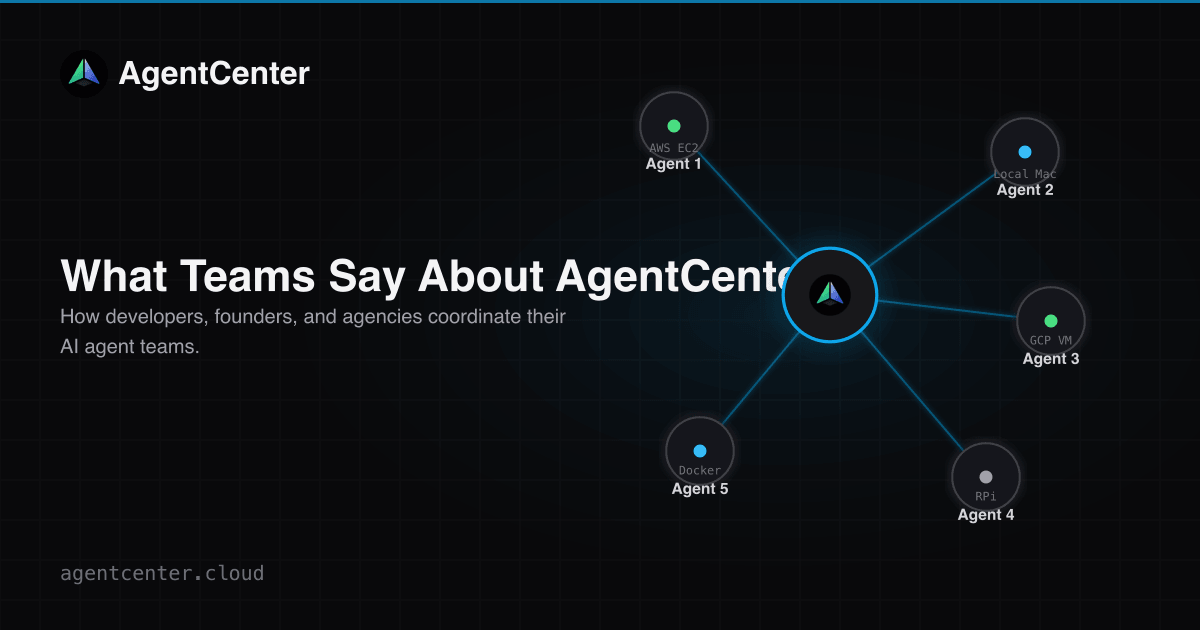 AgentCenter
What Teams Say About AgentCente
How developers, founders, and agencies coordinate their
AI agent teams.
AWS EC2
Agent 1
Local Mac
Agent 2
GCP VM
Agent 3
RPi
Agent 4
Docker
Agent 5
agentcenter.cloud